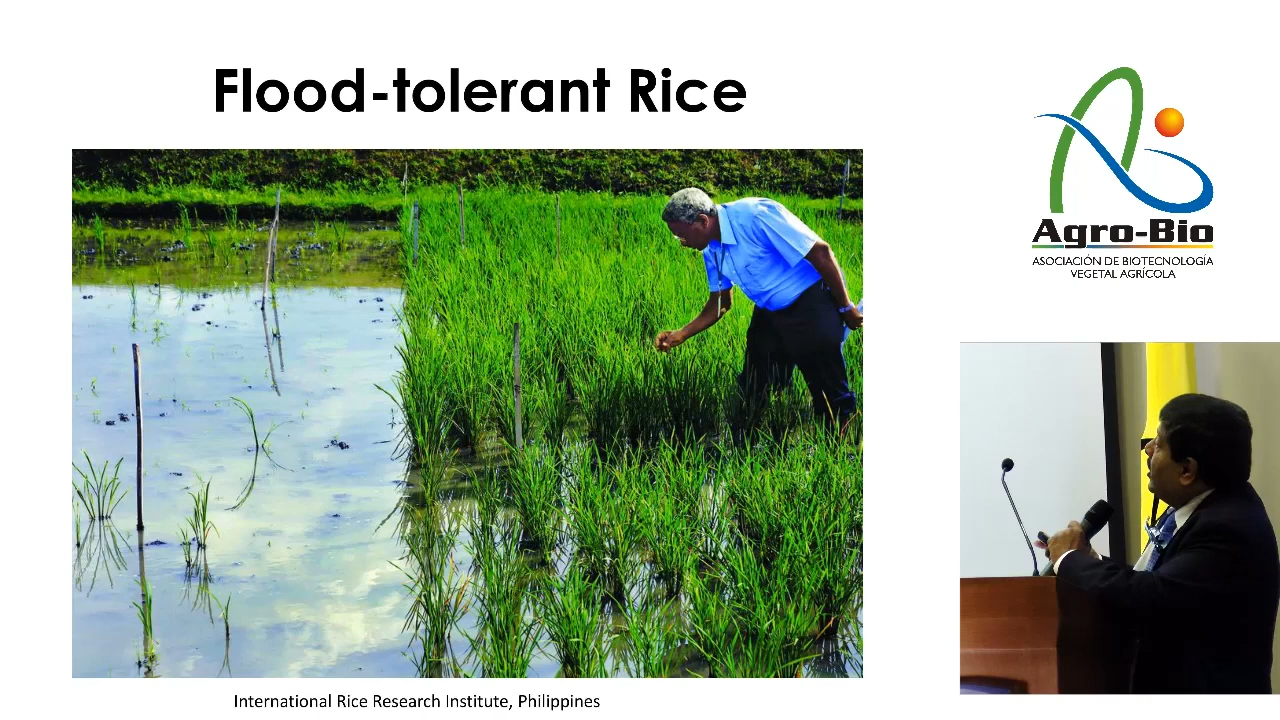 Flood-tolerant Rice
Agro-Bio
ASOCIACIÓN DE BIOTECNOLOGÍA
VEGETAL AGRÍCOLA
International Rice Research Institute, Philippines